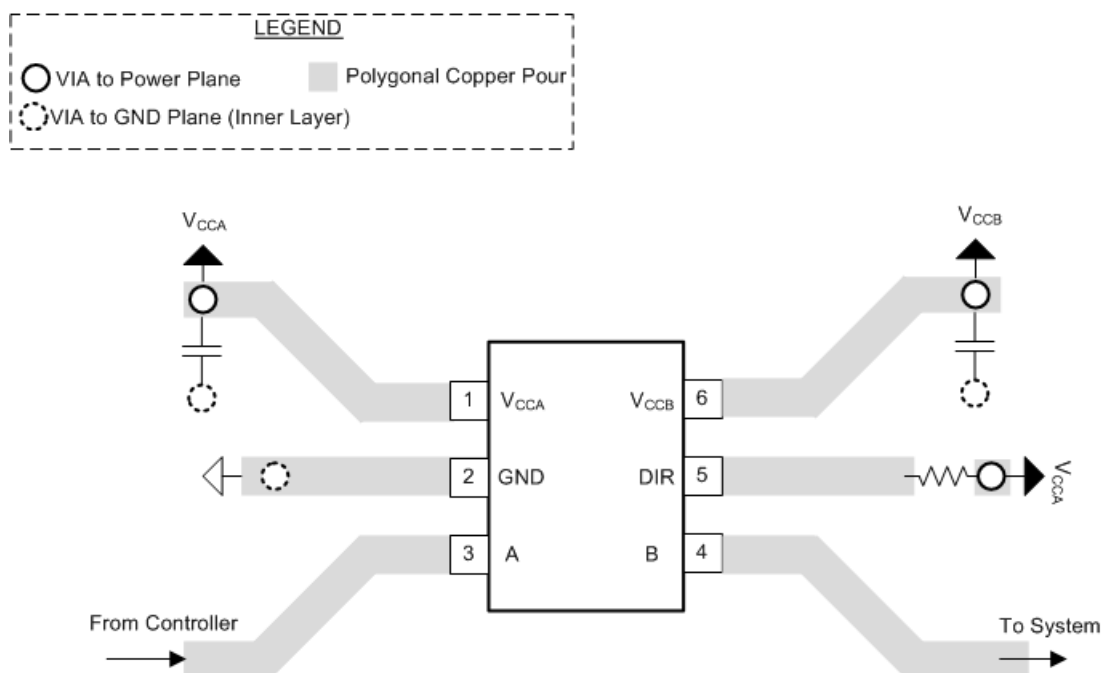 LEGEND
VIA to Power Plane
Polygonal Copper Pour
VIA to GND Plane (Inner Layer)
VCCA
VCCB
1
VCCA
VCCB
6
2
GND
DIR
5
VCCA
3
A
B
4
From Controller
To System